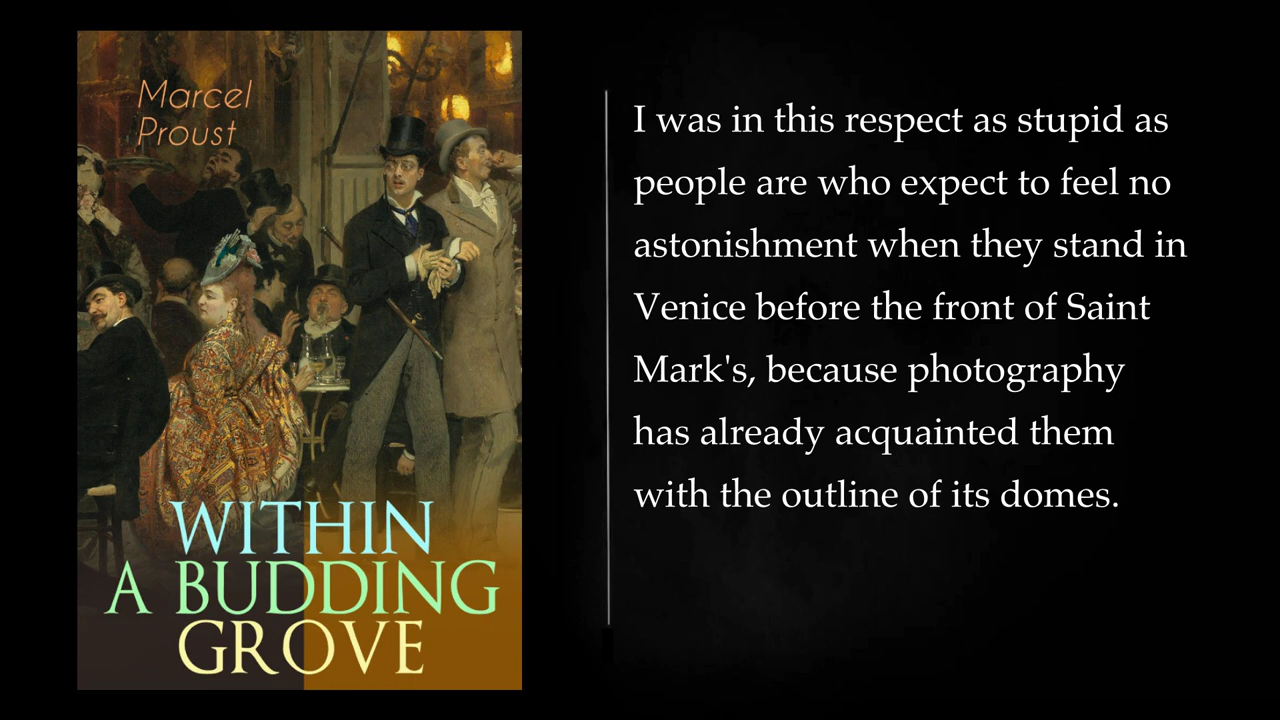 Marcel
Proust
WITHIN
A BUDDING
GROVE
I was in this respect as stupid as
people are who expect to feel no
astonishment when they stand in
Venice before the front of Saint
Mark's, because photography
has already acquainted them
with the outline of its domes.